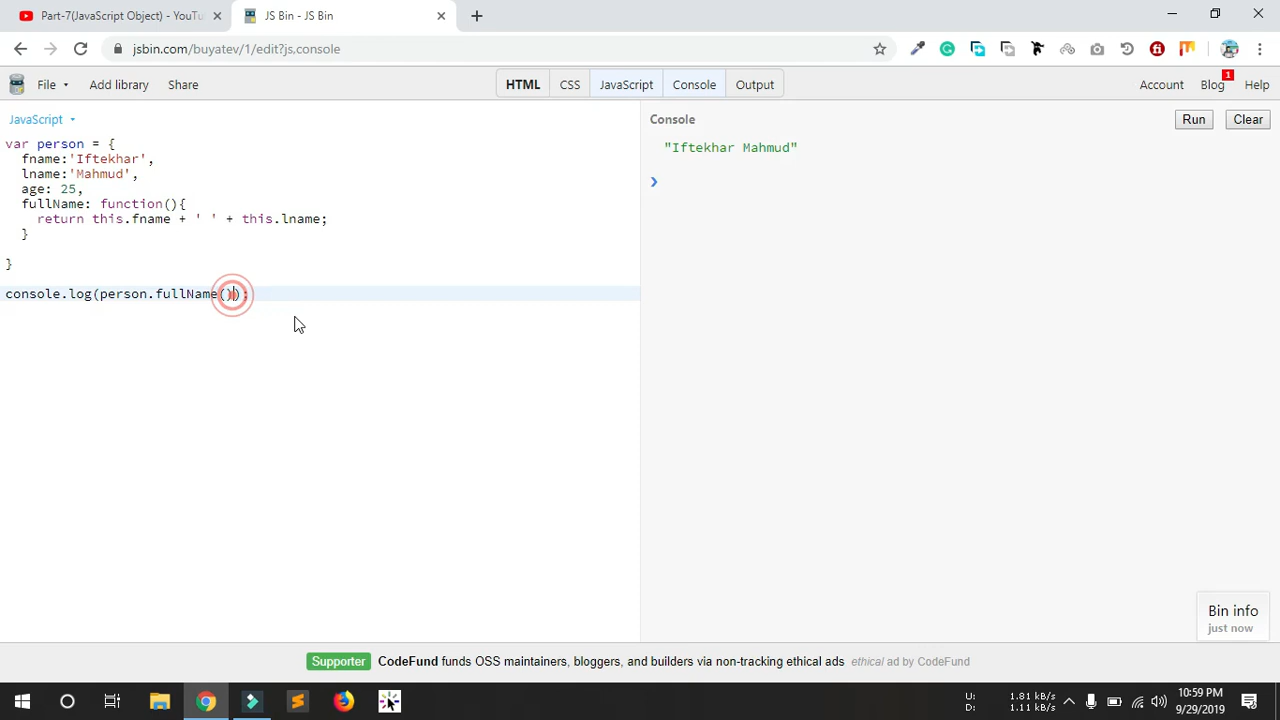 Part-7(JavaScript Object) - YouTu
JS Bin - JS Bin
jsbin.com/buyatev/1/edit?js,console
File
Add library
Share
HTML
CSS
JavaScript
Console
Output
Account
Blog
1
Help
JavaScript
var person = {
fname:'Iftekhar',
lname:'Mahmud',
age: 25,
fullName: function(){
return this.fname + ' ' + this.lname;
}
}
console.log(person.fullName());
Console
Run
Clear
"Iftekhar Mahmud"
Bin info
just now
Supporter CodeFund funds OSS maintainers, bloggers, and builders via non-tracking ethical ads ethical ad by CodeFund
U: 1.81 kB/s
D: 1.11 kB/s
10:59 PM
9/29/2019